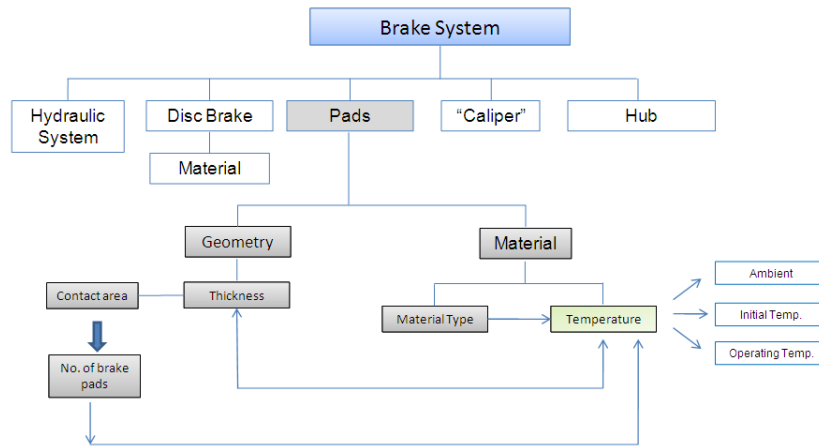 Brake System
Hydraulic
System
Disc Brake
Pads
“Caliper”
Hub
Material
Geometry
Material
Contact area
Thickness
Material Type
Temperature
Ambient
Initial Temp.
Operating Temp.
No. of brake
pads